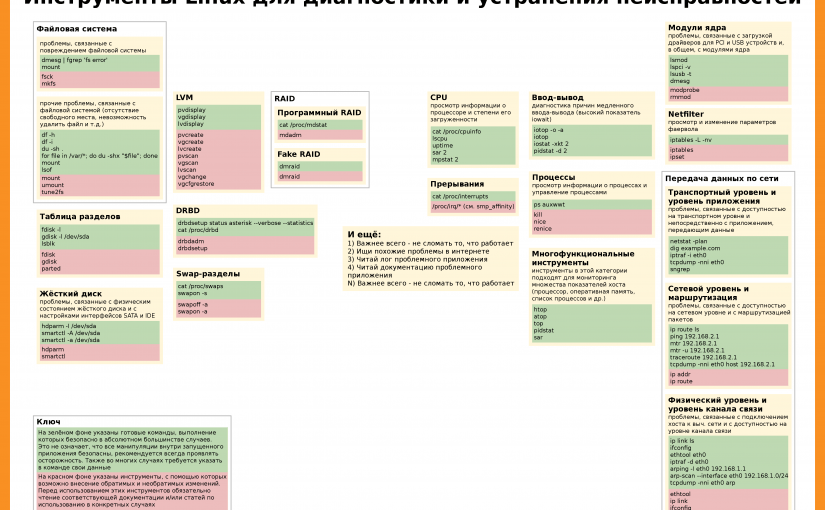 Инструменты Linux для диагностики и устранения неисправностей
Файловая система
проблемы, связанные с
повреждением файловой системы
dmesg | fgrep 'fs error'
mount
fsck
mkfs
прочие проблемы, связанные с
файловой системой (отсутствие
свободного места, невозможность
удалить файл и т.д.)
df -h
df -i
du -sh .
for file in /var/*; do du -shx "$file"; done
mount
lsof
mount
umount
tune2fs
Таблица разделов
fdisk -l
gdisk -l /dev/sda
lsblk
fdisk
gdisk
parted
Жёсткий диск
проблемы, связанные с физическим
состоянием жёсткого диска и с
настройками интерфейсов SATA и IDE
hdparm -I /dev/sda
smartctl -A /dev/sda
smartctl -a /dev/sda
hdparm
smartctl
LVM
pvdisplay
vgdisplay
lvdisplay
pvcreate
vgcreate
lvcreate
pvscan
vgscan
lvscan
vgchange
vgcfgrestore
DRBD
drbdsetup status asterisk --verbose --statistics
cat /proc/drbd
drbdadm
drbdsetup
Swap-разделы
cat /proc/swaps
swapon -s
swapoff -a
swapon -a
RAID
Программный RAID
cat /proc/mdstat
mdadm
Fake RAID
dmraid
dmraid
И ещё:
1) Важнее всего - не сломать то, что работает
2) Ищи похожие проблемы в интернете
3) Читай лог проблемного приложения
4) Читай документацию проблемного
приложения
N) Важнее всего - не сломать то, что работает
CPU
просмотр информации о
процессоре и степени его
загруженности
cat /proc/cpuinfo
lscpu
uptime
sar 2
mpstat 2
Прерывания
cat /proc/interrupts
/proc/irq/* (см. smp_affinity)
Ввод-вывод
диагностика причин медленного
ввода-вывода (высокий показатель
iowait)
iotop -o -a
iotop
iostat -xkt 2
pidstat -d 2
Процессы
просмотр информации о процессах и
управление процессами
ps auxwwt
kill
nice
renice
Многофункциональные
инструменты
инструменты в этой категории
подходят для мониторинга
множества показателей хоста
(процессор, оперативная память,
список процессов и др.)
htop
atop
top
pidstat
sar
Модули ядра
проблемы, связанные с загрузкой
драйверов для PCI и USB устройств и,
в общем, с модулями ядра
lsmod
lspci -v
lsusb -t
dmesg
modprobe
rmmod
Netfilter
просмотр и изменение параметров
фаервола
iptables -L -nv
iptables
ipset
Передача данных по сети
Транспортный уровень и
уровень приложения
проблемы, связанные с доступностью
на транспортном уровне и
непосредственно с приложением,
передающим данные
netstat -plan
dig example.com
iptraf -i eth0
tcpdump -nni eth0
sngrep
Сетевой уровень и
маршрутизация
проблемы, связанные с доступностью
на сетевом уровне и с маршрутизацией
пакетов
ip route ls
ping 192.168.2.1
mtr 192.168.2.1
mtr -u 192.168.2.1
traceroute 192.168.2.1
tcpdump -nni eth0 host 192.168.2.1
ip addr
ip route
Физический уровень и
уровень канала связи
проблемы, связанные с подключением
хоста к выч. сети и с доступностью на
уровне канала связи
ip link ls
ifconfig
ethtool eth0
iptraf -d eth0
arping -I eth0 192.168.1.1
arp-scan --interface eth0 192.168.1.0/24
tcpdump -nni eth0 arp
ethtool
ip link
ifconfig
Ключ
На зелёном фоне указаны готовые команды, выполнение
которых безопасно в абсолютном большинстве случаев.
Это не означает, что все манипуляции внутри запущенного
приложения безопасны, рекомендуется всегда проявлять
осторожность. Также во многих случаях требуется указать
в команде свои данные
На красном фоне указаны инструменты, с помощью которых
возможно внесение обратимых и необратимых изменений.
Перед использованием этих инструментов обязательно
чтение соответствующей документации и/или статей по
использованию в конкретных случаях